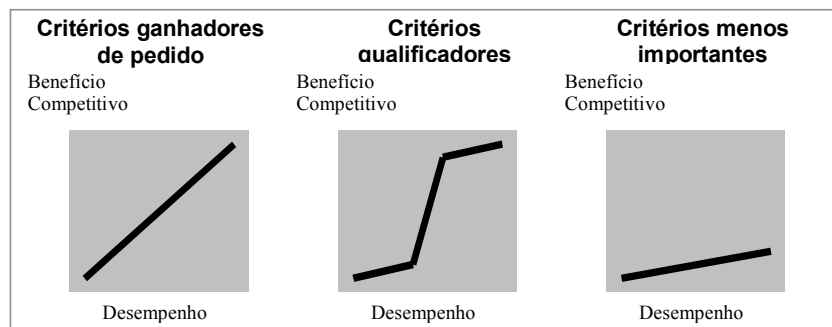 Critérios ganhadores
de pedido
Benefício
Competitivo
Desempenho
Critérios
qualificadores
Benefício
Competitivo
Desempenho
Critérios menos
importantes
Benefício
Competitivo
Desempenho